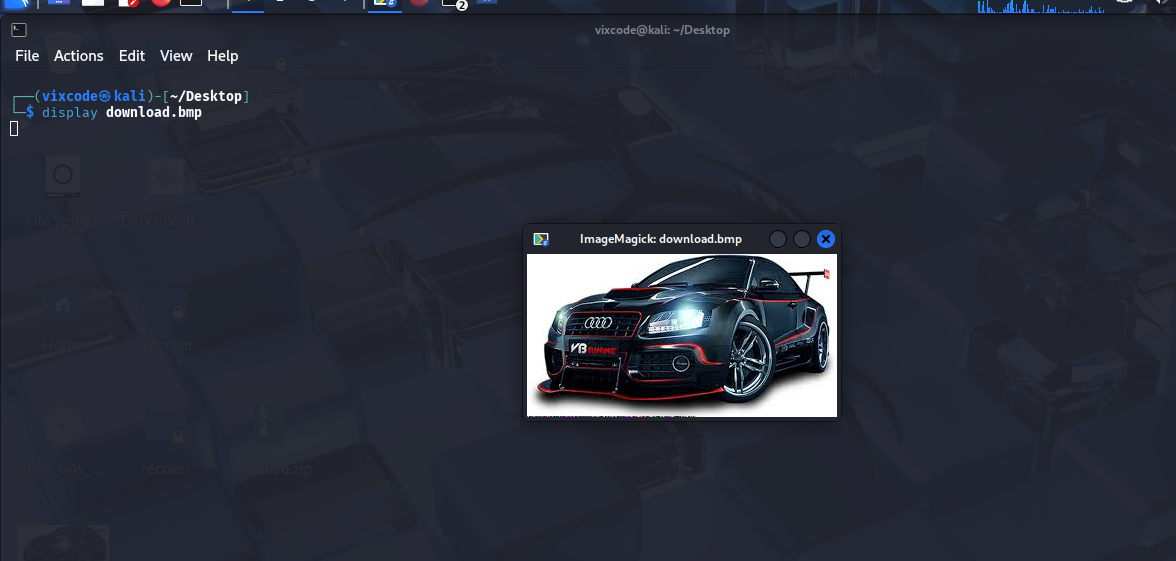 vixcode@kali: ~/Desktop
File Actions Edit View Help
┌──(vixcode㉿kali)-[~/Desktop]
└─$ display download.bmp
File System
Darkside_R...
Home
recover
VBox_GAs_...
recover
download.zip
ImageMagick: download.bmp
TUNING
2